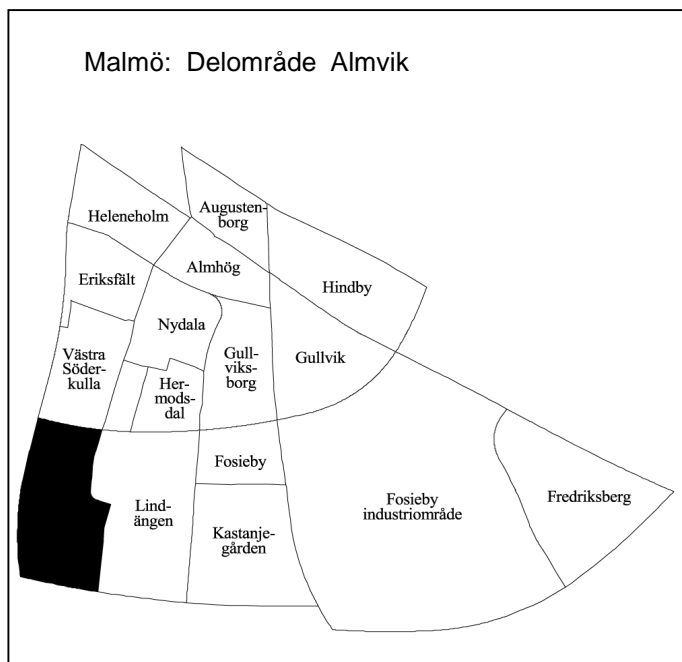 Malmö: Delområde Almvik
Heleneholm
Augusten-
borg
Almhög
Eriksfält
Hindby
Nydala
Västra
Söder-
kulla
Gull-
viks-
borg
Gullvik
Her-
mods-
dal
Fosieby
Lind-
ängen
Kastanje-
gården
Fosieby
industriområde
Fredriksberg